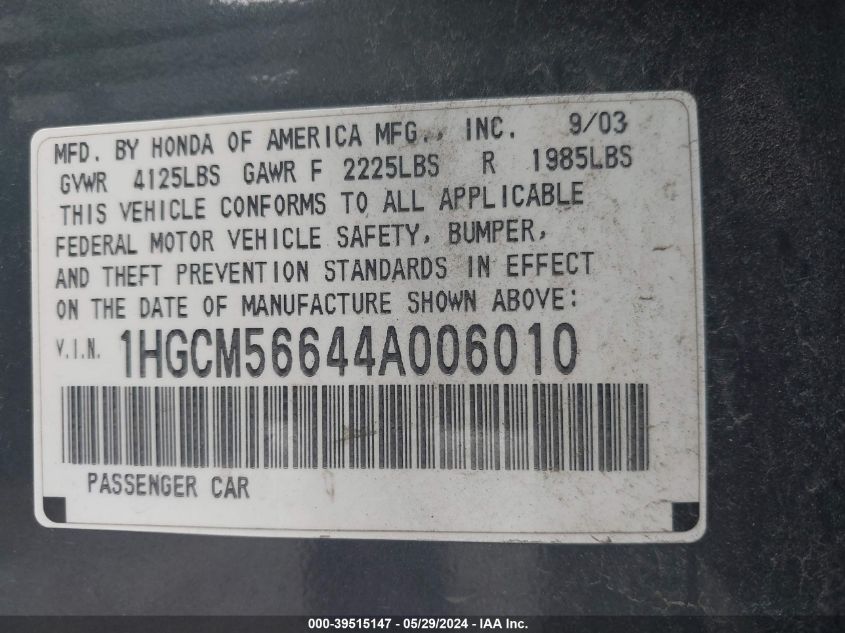 MFD. BY HONDA OF AMERICA MFG., INC. 9/03
GVWR 4125LBS GAWR F 2225LBS R 1985LBS
THIS VEHICLE CONFORMS TO ALL APPLICABLE
FEDERAL MOTOR VEHICLE SAFETY, BUMPER,
AND THEFT PREVENTION STANDARDS IN EFFECT
ON THE DATE OF MANUFACTURE SHOWN ABOVE:
V.I.N. 1HGCM56644A006010
PASSENGER CAR
000-39515147 - 05/29/2024 - IAA Inc.